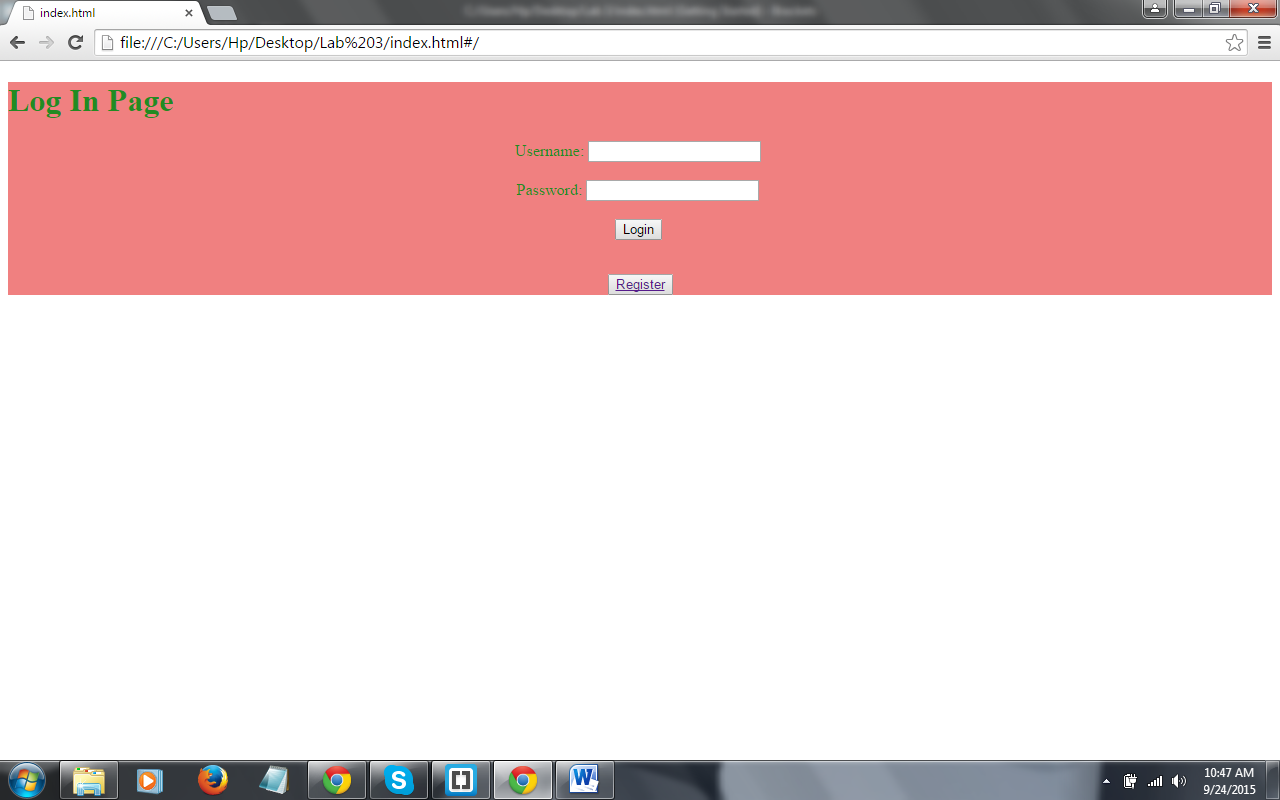 index.html
file:///C:/Users/Hp/Desktop/Lab%203/index.html#/
Log In Page
Username:
Password:
Login
Register
10:47 AM
9/24/2015